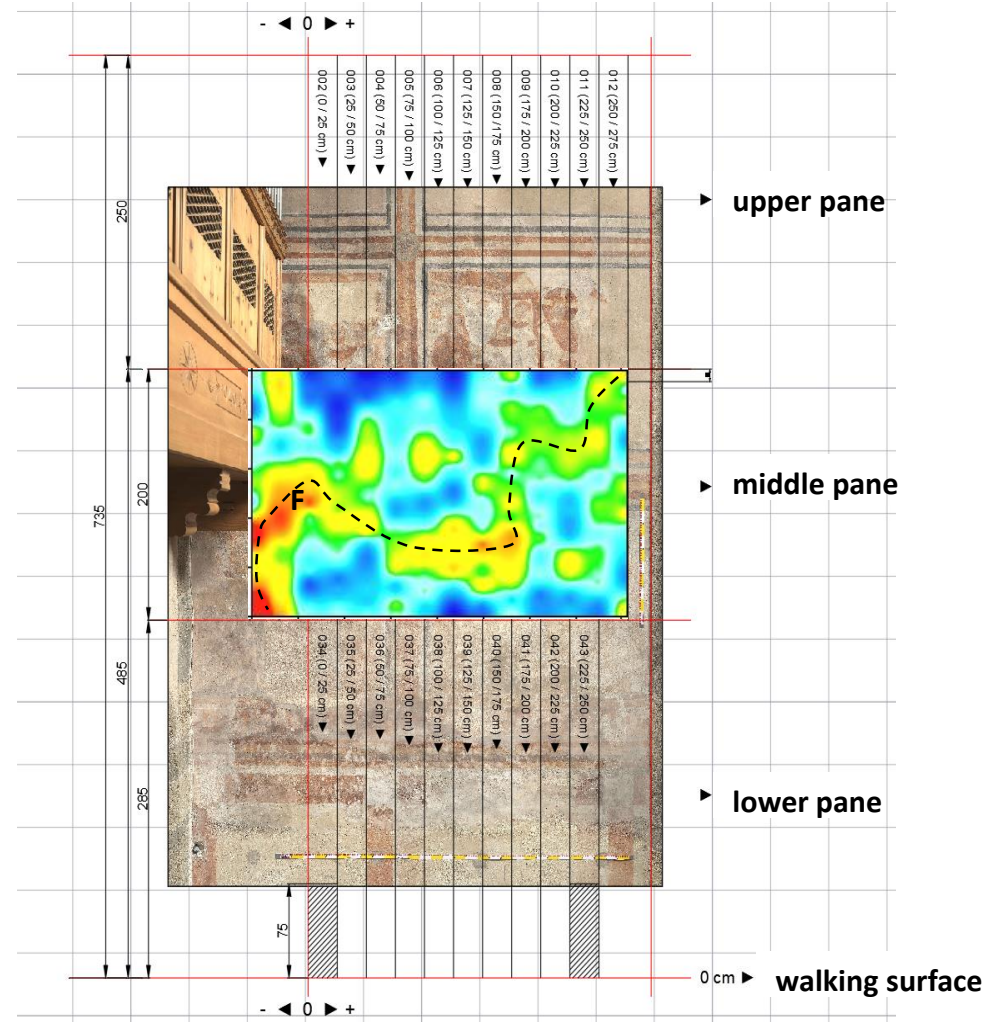 - ◄ 0 ► +
002 (0 / 25 cm)
003 (25 / 50 cm)
004 (50 / 75 cm)
005 (75 / 100 cm)
006 (100 / 125 cm)
007 (125 / 150 cm)
008 (150 /175 cm)
009 (175 / 200 cm)
010 (200 / 225 cm)
011 (225 / 250 cm)
012 (250 / 275 cm)
250
upper pane
735
200
F
middle pane
485
034 (0 / 25 cm)
035 (25 / 50 cm)
036 (50 / 75 cm)
037 (75 / 100 cm)
038 (100 / 125 cm)
039 (125 / 150 cm)
040 (150 /175 cm)
041 (175 / 200 cm)
042 (200 / 225 cm)
043 (225 / 250 cm)
285
lower pane
75
0 cm ► walking surface
- ◄ 0 ► +